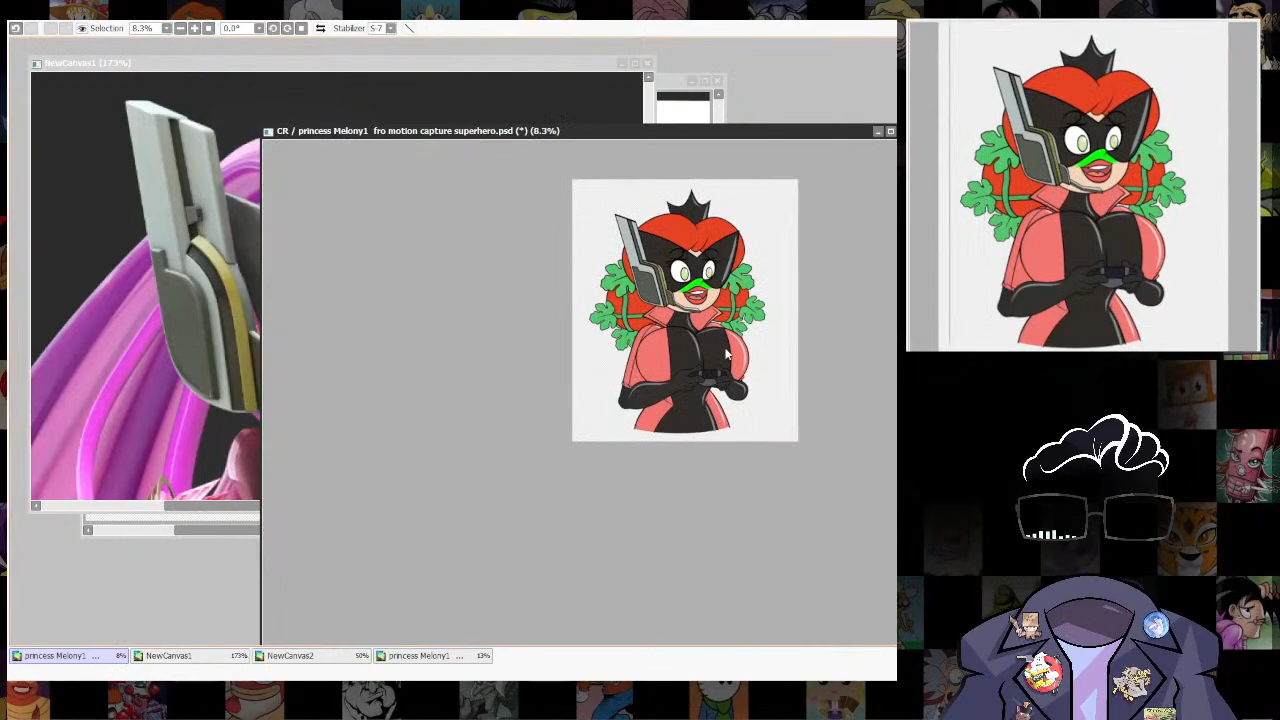 Selection 8.3% 0.0° Stabilizer S-7
NewCanvas1 (173%)
CR / princess Melony1 fro motion capture superhero.psd (*) (8.3%)
princess Melony1 ... 8% NewCanvas1 173% NewCanvas2 50% princess Melony1 ... 13%